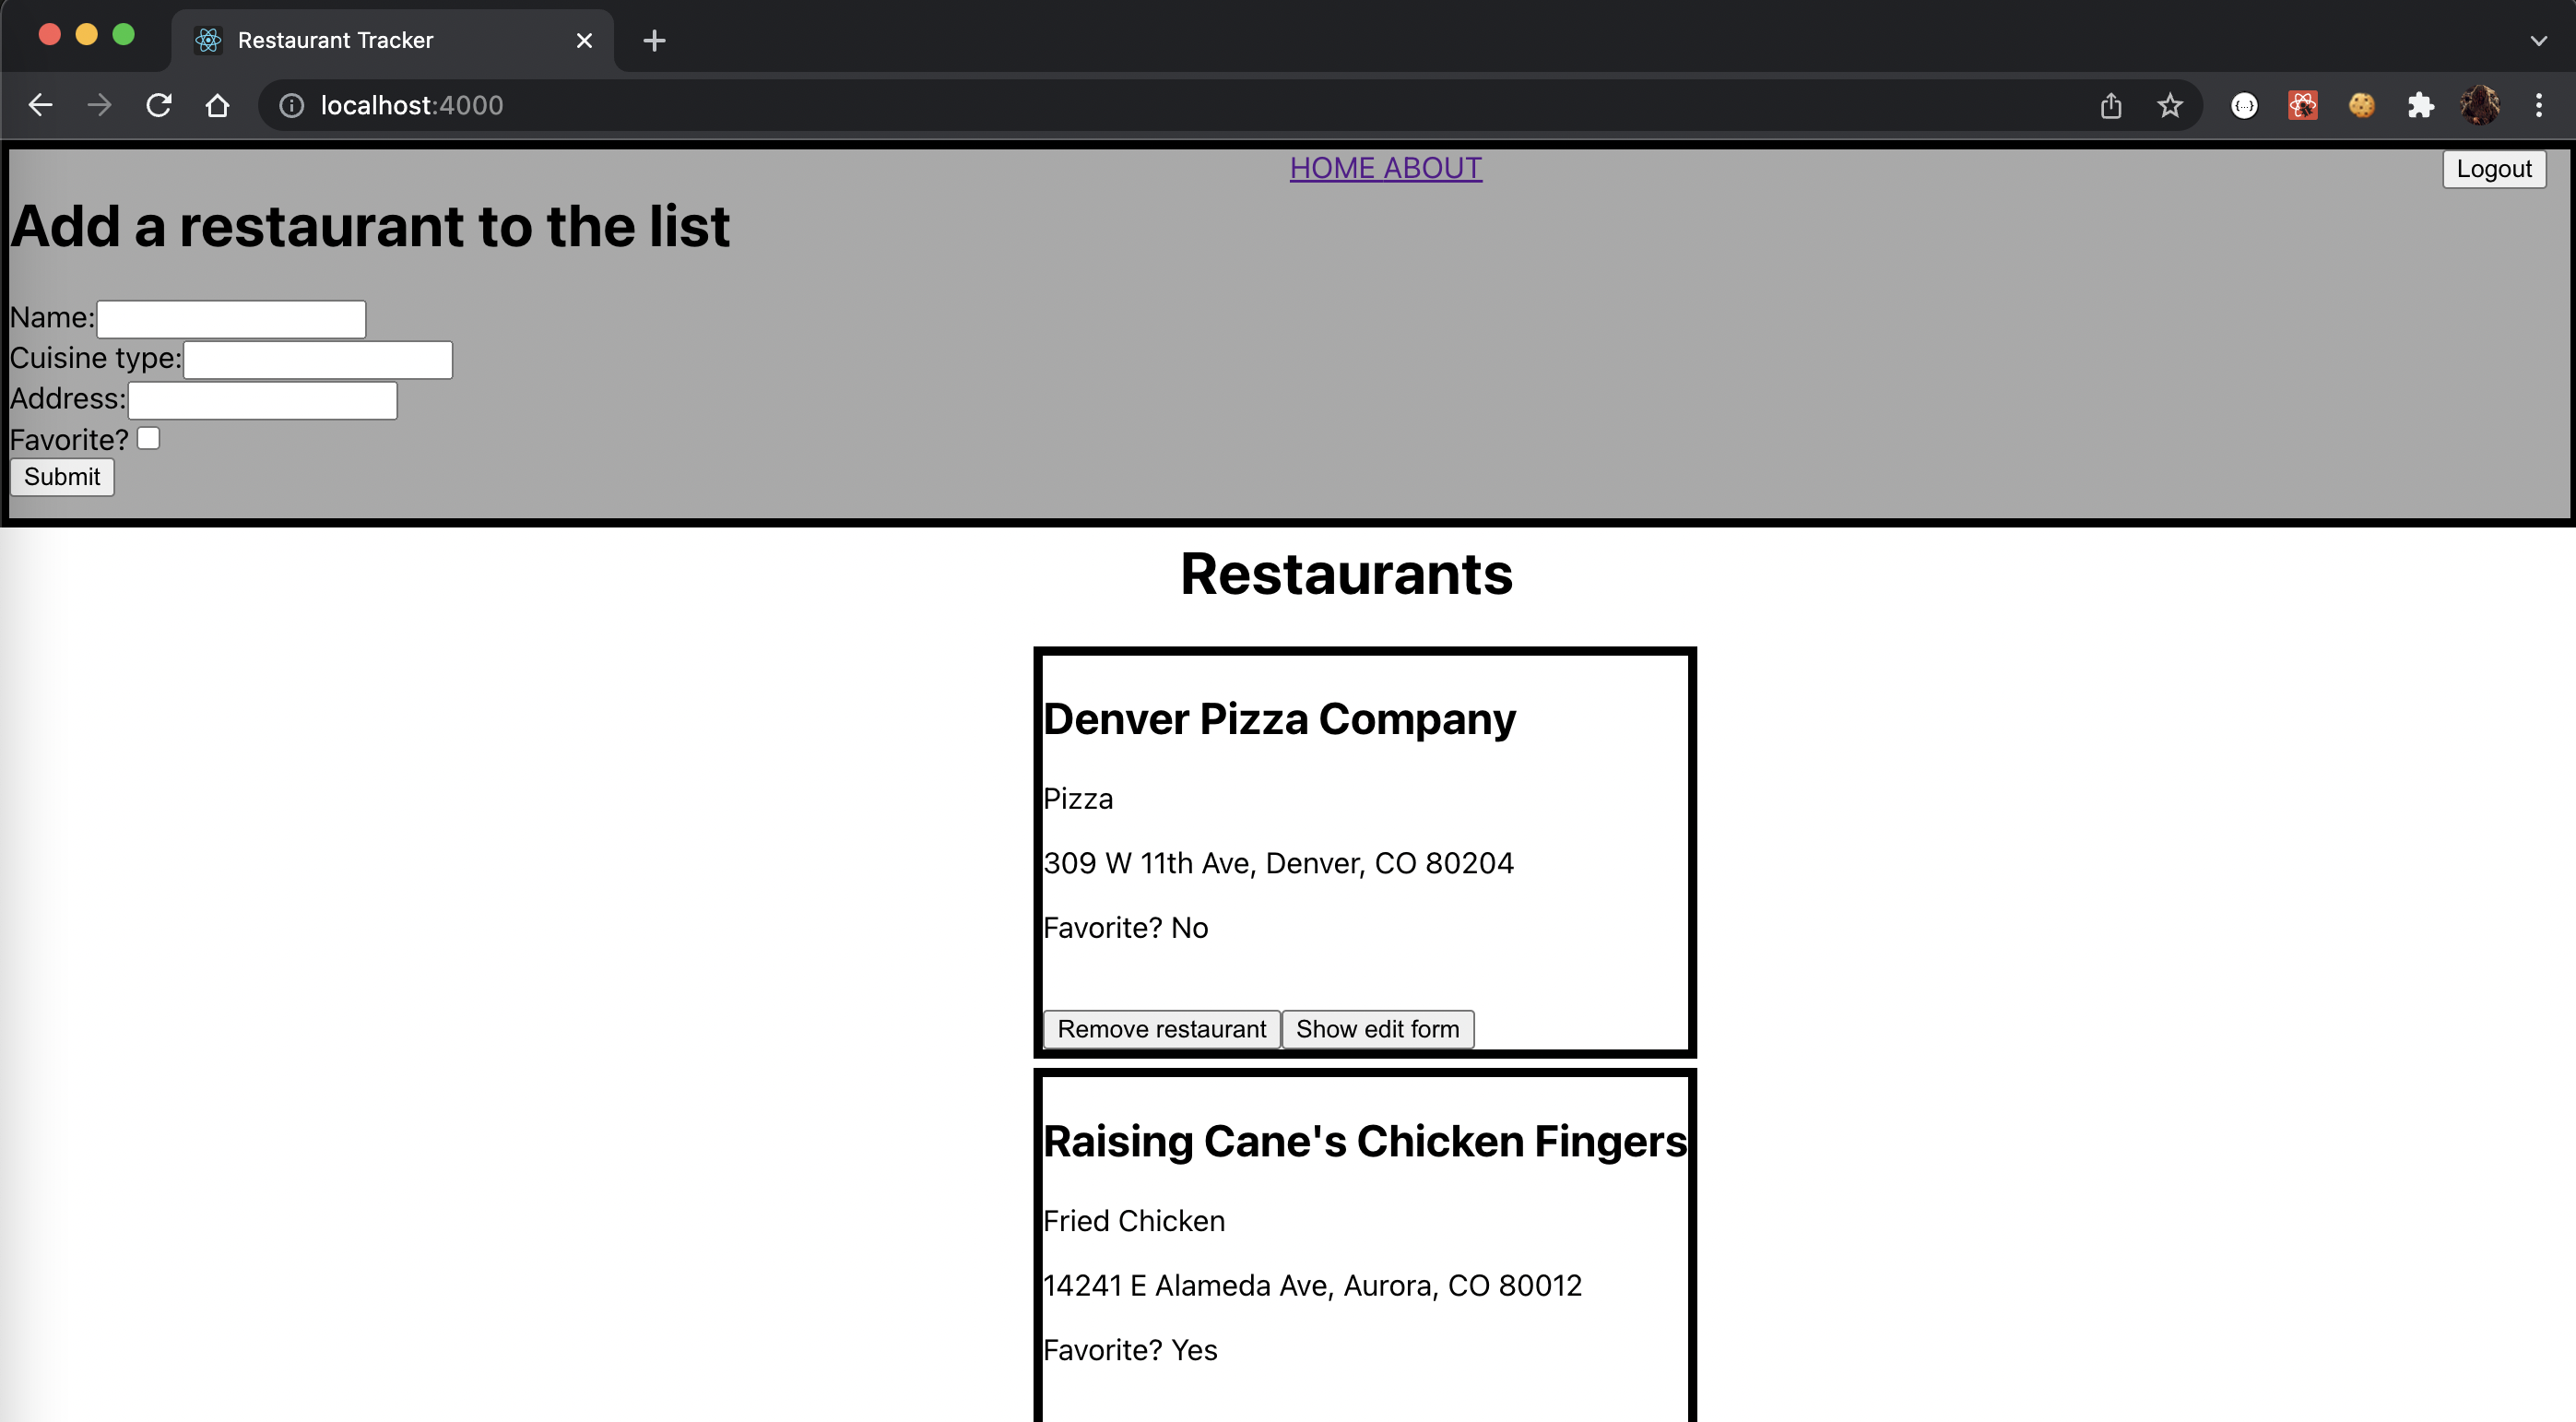 Restaurant Tracker
localhost:4000
{...}
HOME ABOUT
Logout
Add a restaurant to the list
Name:
Cuisine type:
Address:
Favorite?
Submit
Restaurants
Denver Pizza Company
Pizza
309 W 11th Ave, Denver, CO 80204
Favorite? No
Remove restaurant Show edit form
Raising Cane's Chicken Fingers
Fried Chicken
14241 E Alameda Ave, Aurora, CO 80012
Favorite? Yes